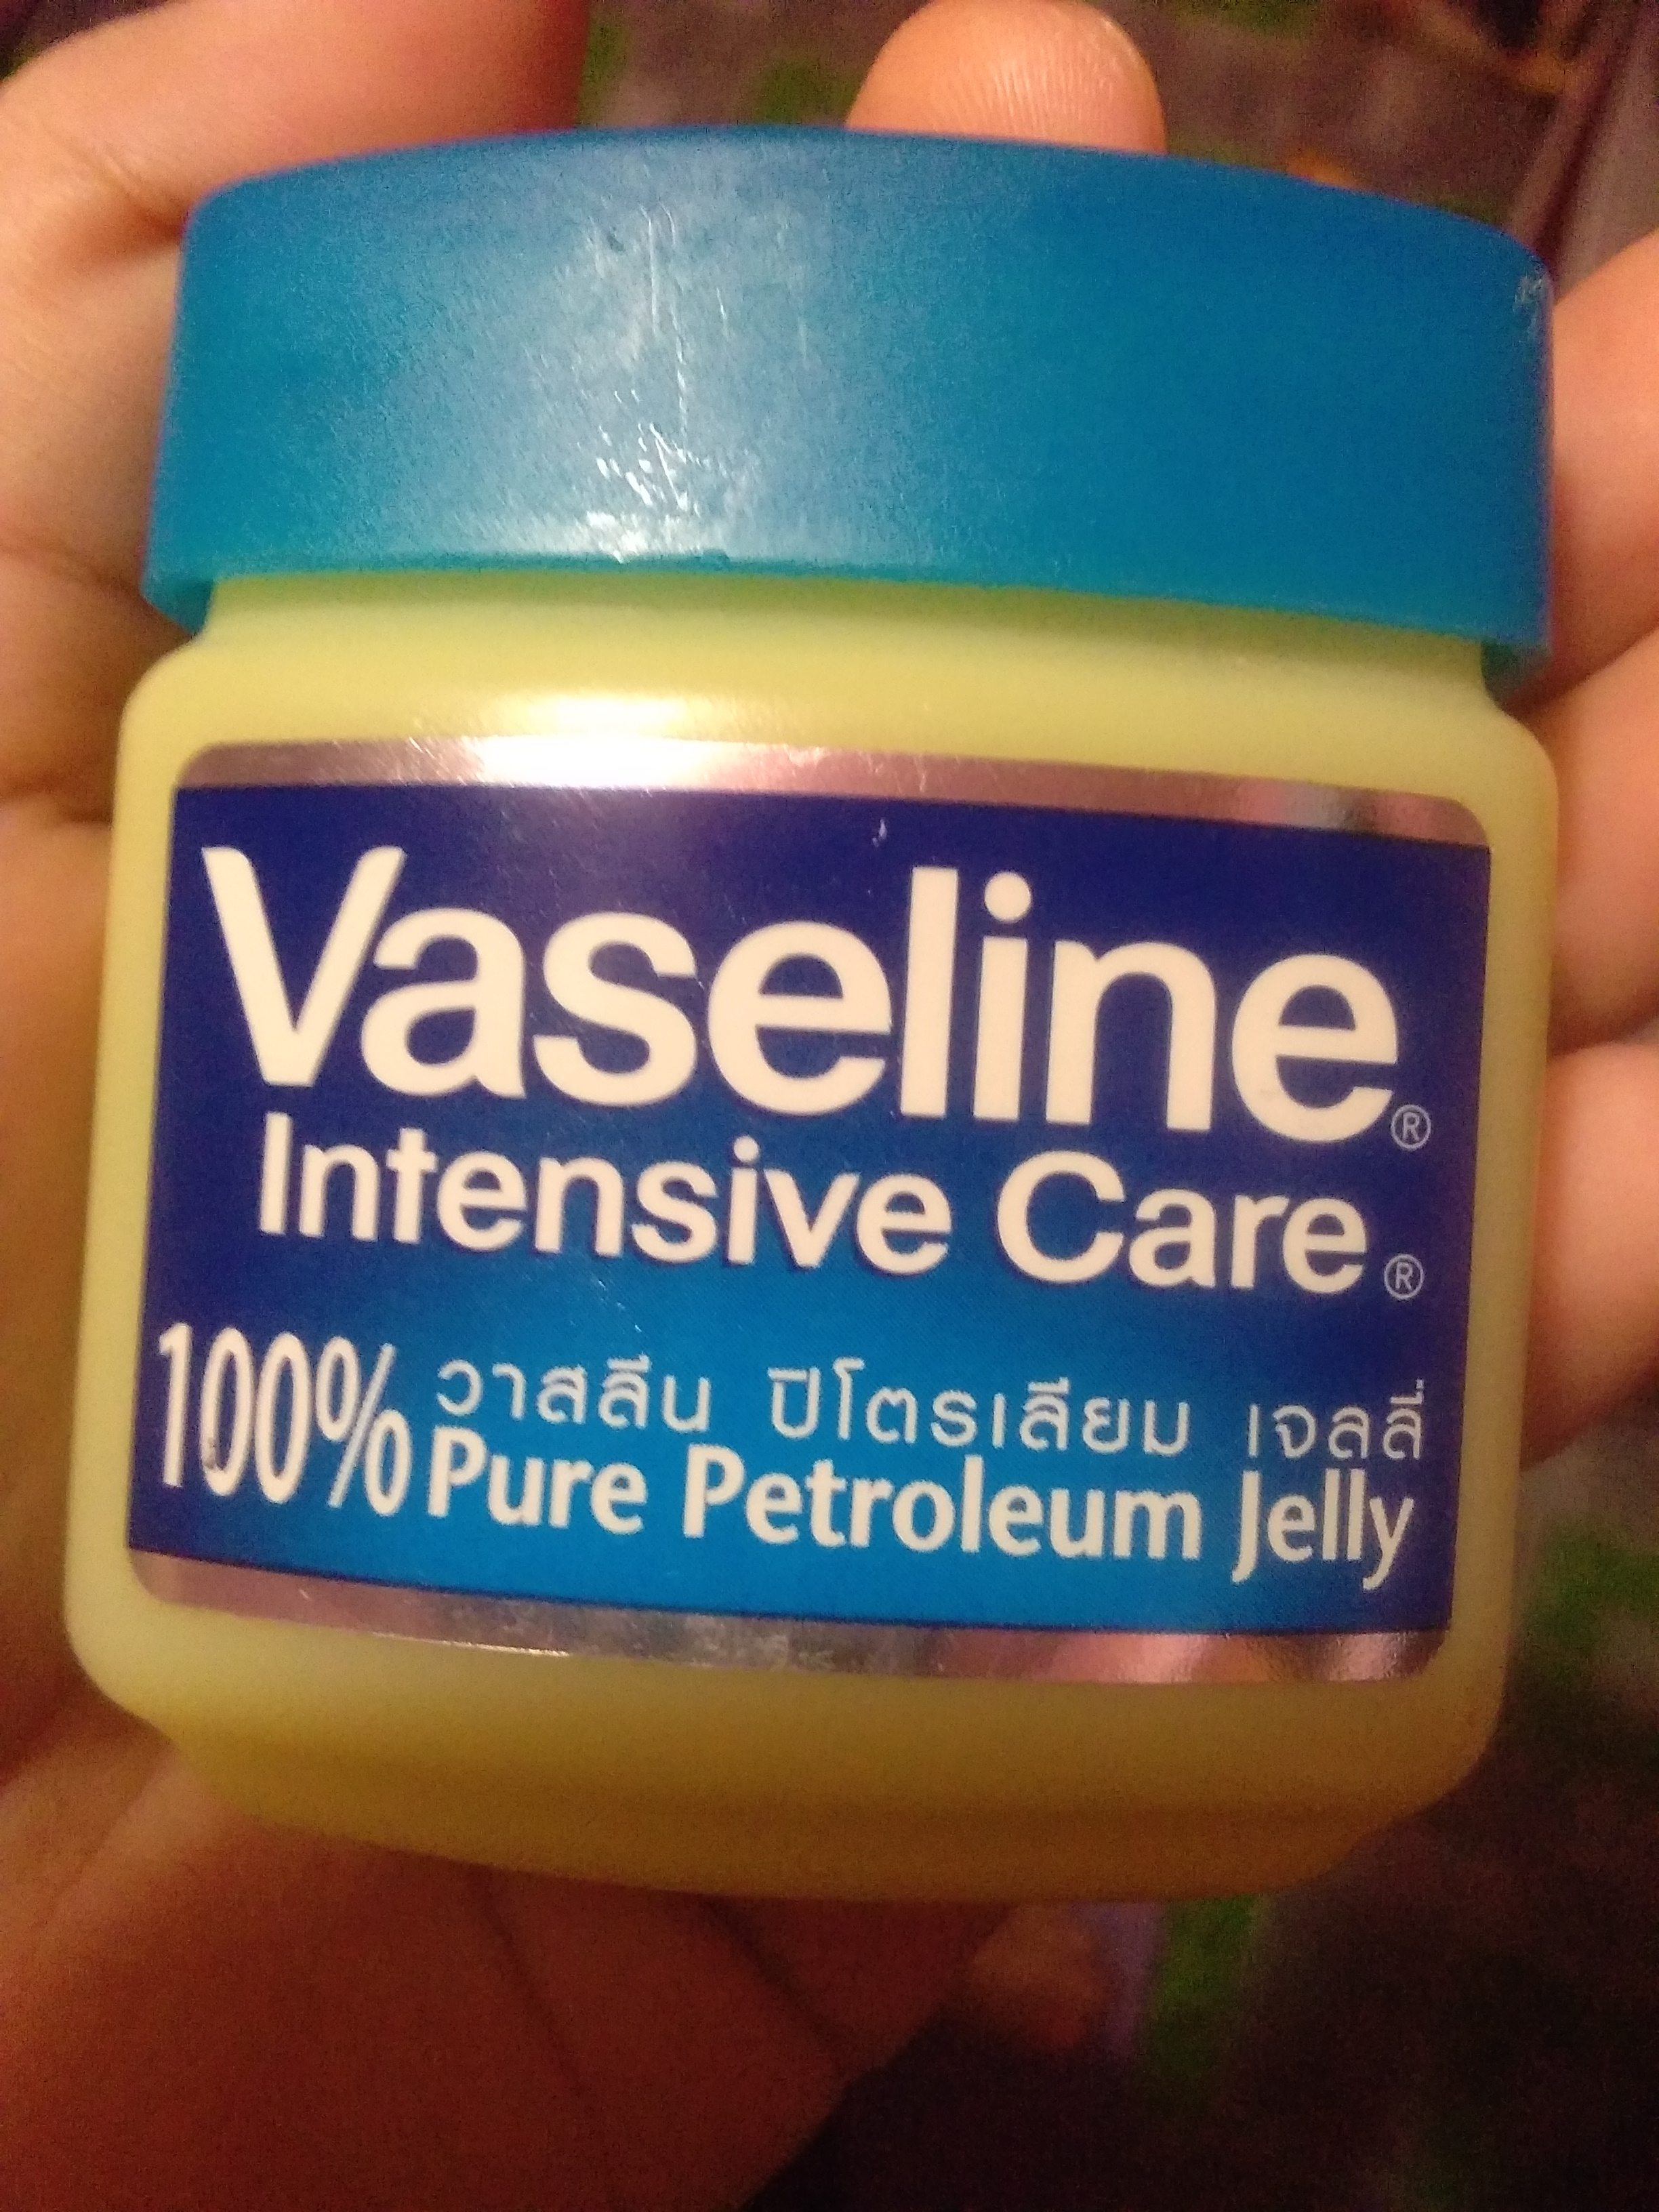 Vaseline®
Intensive Care®
100% วาสลีน ปิโตรเลียม เจลลี่
Pure Petroleum Jelly